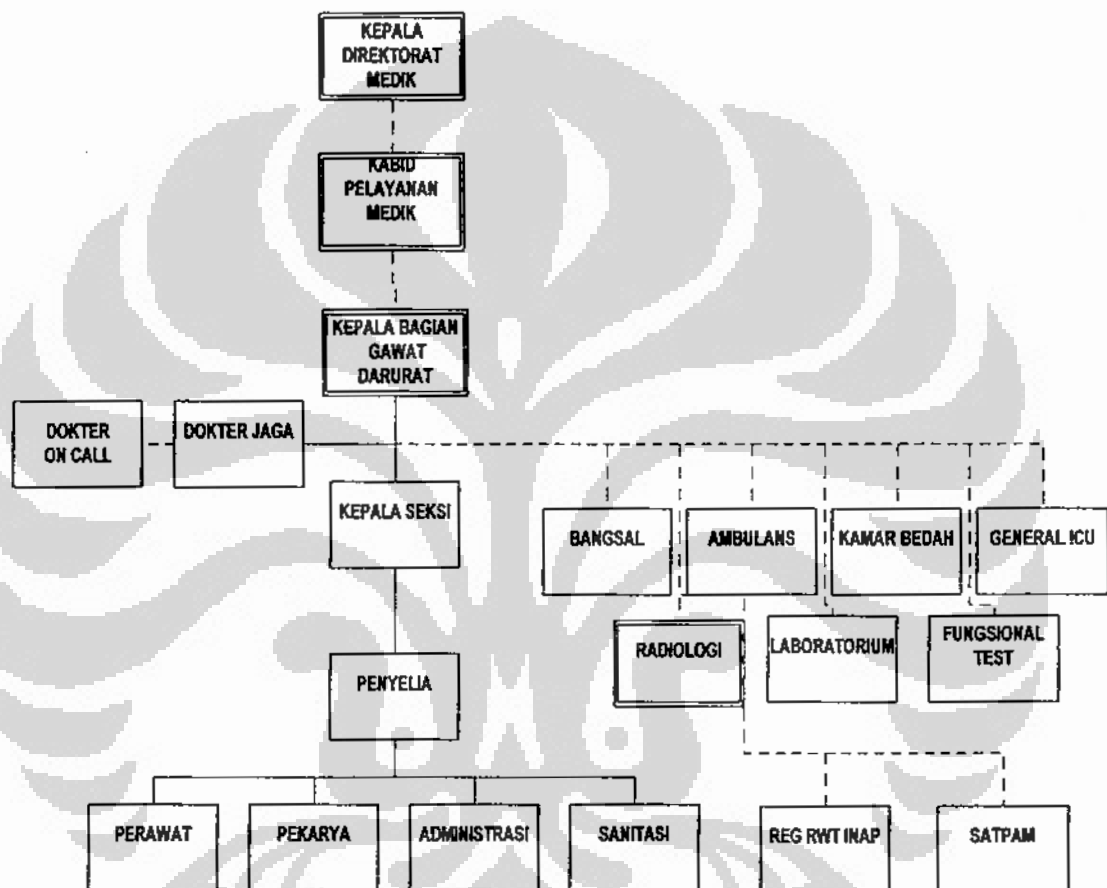 KEPALA
DIREKTORAT
MEDIK
KABID
PELAYANAN
MEDIK
KEPALA BAGIAN
GAWAT
DARURAT
DOKTER
ON CALL
DOKTER JAGA
KEPALA SEKSI
BANGSAL
AMBULANS
KAMAR BEDAH
GENERAL ICU
RADIOLOGI
LABORATORIUM
FUNGSIONAL
TEST
PENYELIA
PERAWAT
PEKARYA
ADMINISTRASI
SANITASI
REG RWT INAP
SATPAM